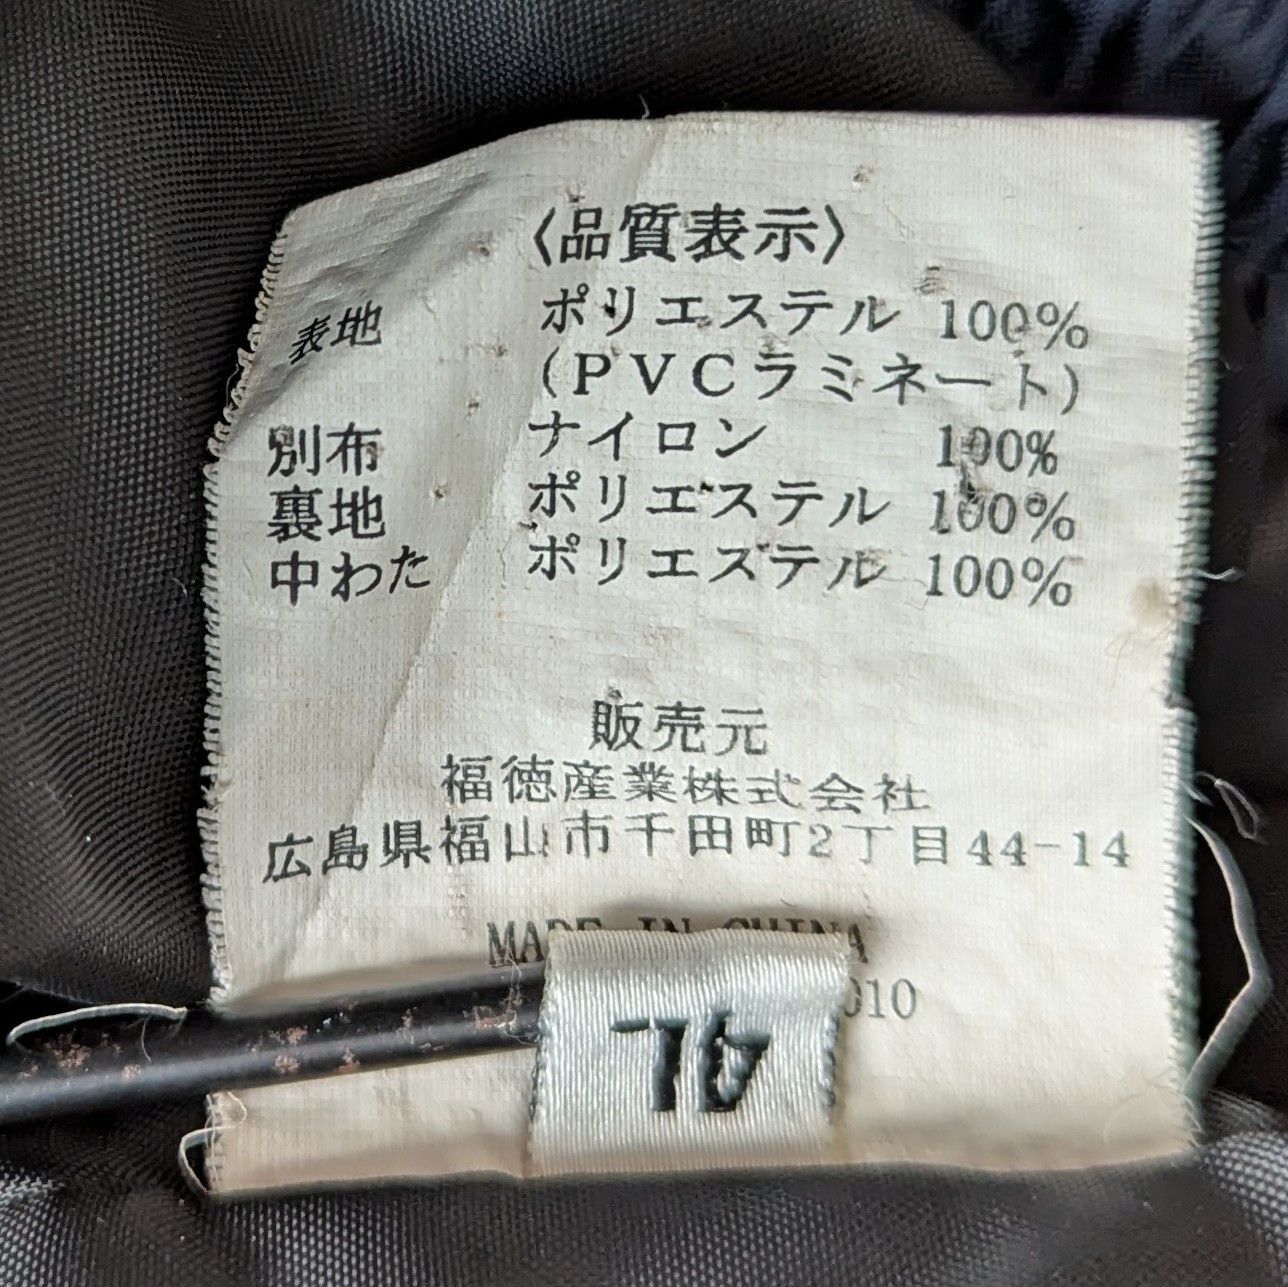 〈品質表示〉
表地 ポリエステル 100%
(PVCラミネート)
別布 ナイロン 100%
裏地 ポリエステル 100%
中わた ポリエステル 100%
販売元
福徳産業株式会社
広島県福山市千田町2丁目44-14
MADE IN CHINA
010
4L